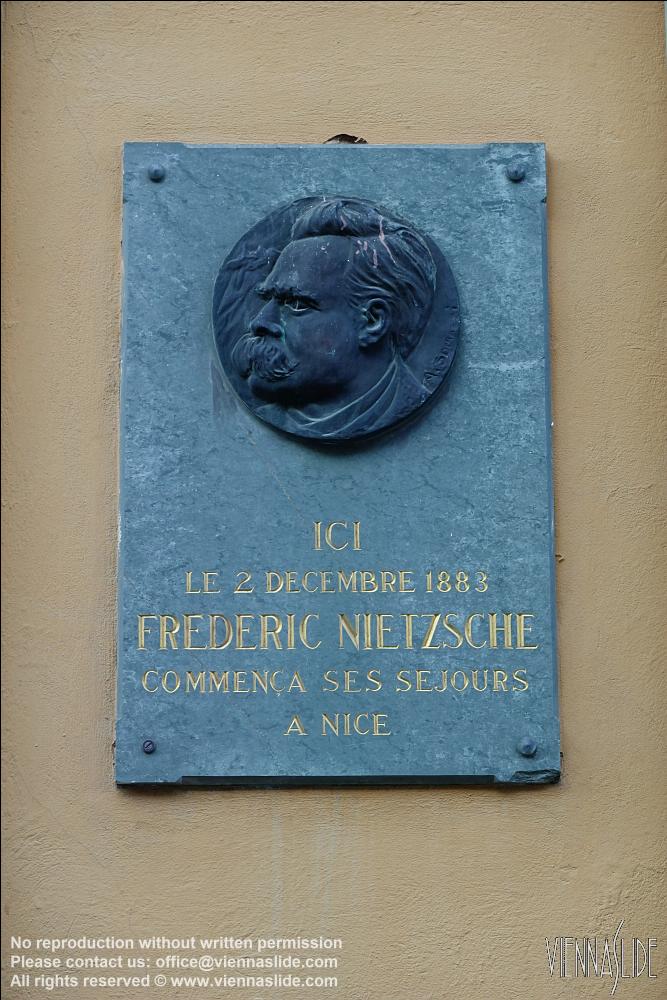 ICI
LE 2 DECEMBRE 1883
FREDERIC NIETZSCHE
COMMENÇA SES SEJOURS
A NICE
No reproduction without written permission
Please contact us: office@viennaslide.com
All rights reserved © www.viennaslide.com
VIENNASLIDE